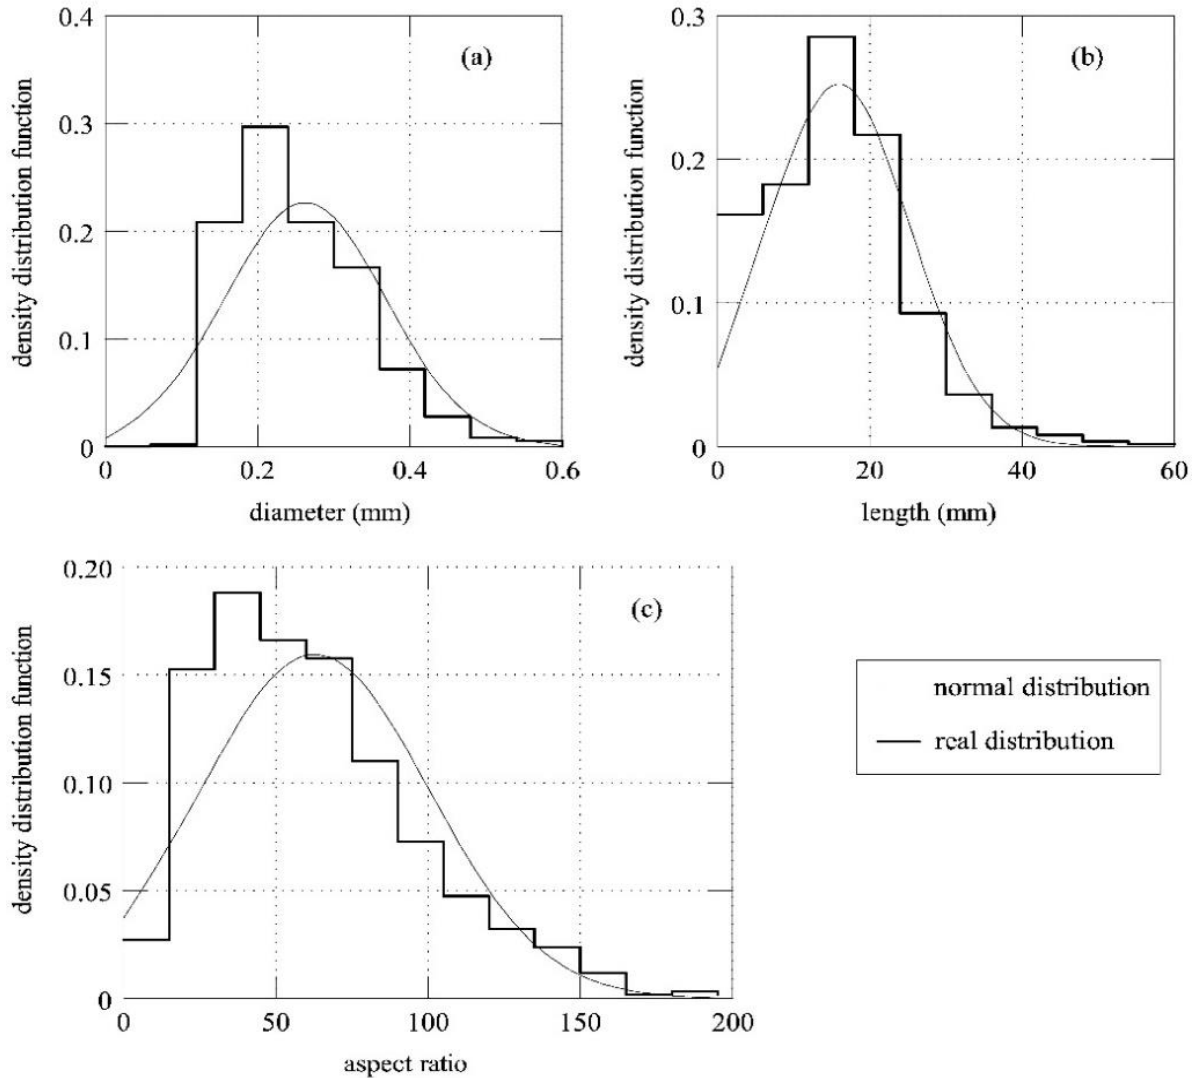 0.4
(a)
0.3
0.2
0.1
0
0 0.2 0.4 0.6
density distribution function
diameter (mm)
0.3
(b)
0.2
0.1
0
0 20 40 60
density distribution function
length (mm)
0.20
(c)
0.15
0.10
0.05
0
0 50 100 150 200
density distribution function
aspect ratio
normal distribution
real distribution